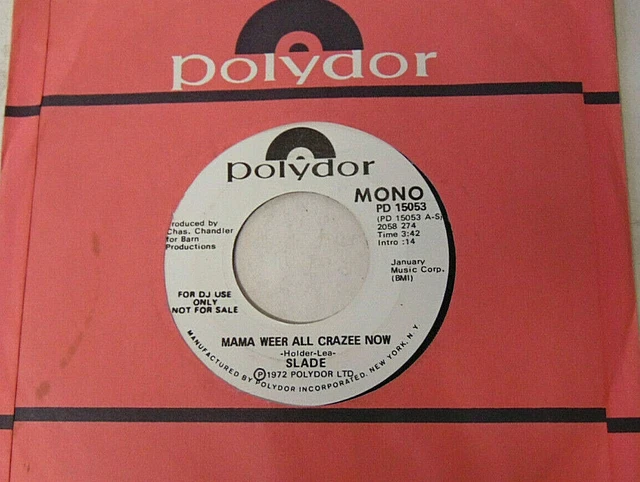 polydor
polydor
MONO
PD 15053
(PD 15053 A-S)
2058 274
Time 3:42
Intro :14
roduced by
Chas. Chandler
for Barn
Productions
January
Music Corp.
(BMI)
FOR DJ USE
ONLY
NOT FOR SALE
MAMA WEER ALL CRAZEE NOW
-Holder-Lea-
SLADE
Ⓟ1972 POLYDOR LTD.
MANUFACTURED BY POLYDOR INCORPORATED, NEW YORK, N.Y